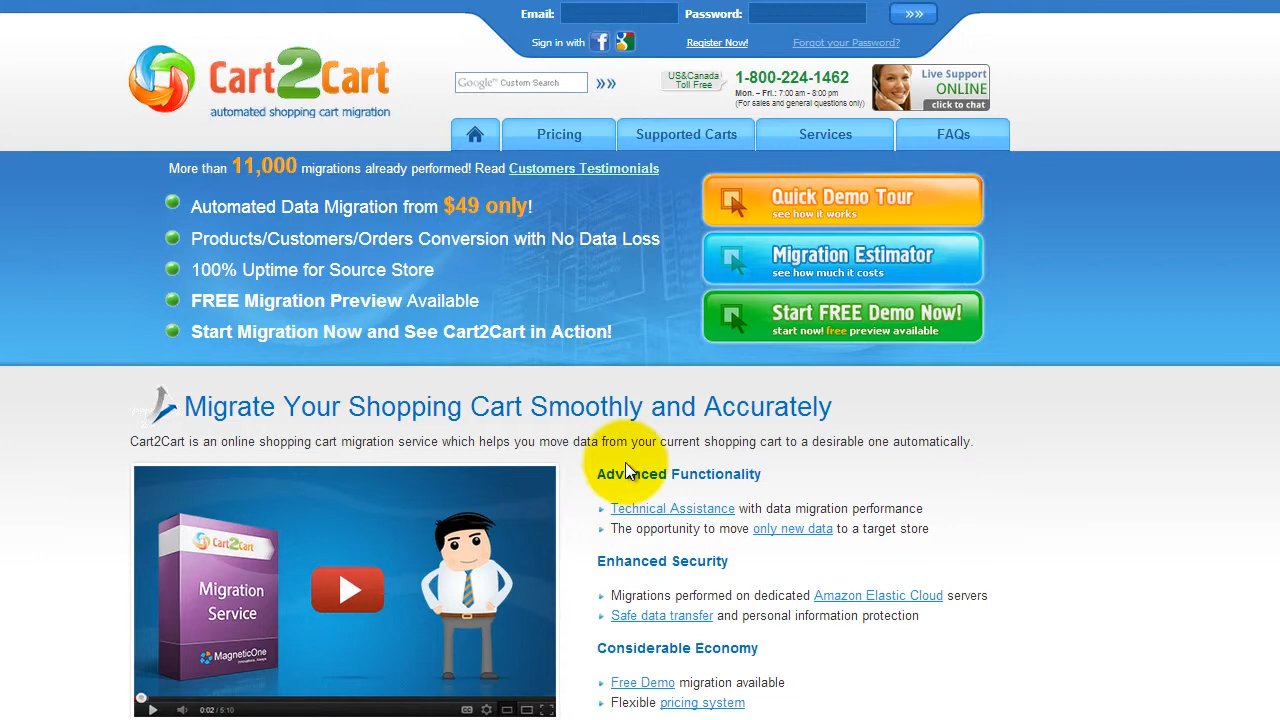 Email:
Password:
»
Sign in with
Register Now!
Forgot your Password?
Cart2Cart
automated shopping cart migration
Google™ Custom Search
»
US&Canada
Toll Free
1-800-224-1462
Mon. – Fri.: 7:00 am - 8:00 pm
(For sales and general questions only)
Live Support
ONLINE
click to chat
Pricing
Supported Carts
Services
FAQs
More than 11,000 migrations already performed! Read Customers Testimonials
Automated Data Migration from $49 only!
Products/Customers/Orders Conversion with No Data Loss
100% Uptime for Source Store
FREE Migration Preview Available
Start Migration Now and See Cart2Cart in Action!
Quick Demo Tour
see how it works
Migration Estimator
see how much it costs
Start FREE Demo Now!
start now! free preview available
Migrate Your Shopping Cart Smoothly and Accurately
Cart2Cart is an online shopping cart migration service which helps you move data from your current shopping cart to a desirable one automatically.
Cart2Cart
Migration
Service
MagneticOne
0:02 / 5:10
Advanced Functionality
Technical Assistance with data migration performance
The opportunity to move only new data to a target store
Enhanced Security
Migrations performed on dedicated Amazon Elastic Cloud servers
Safe data transfer and personal information protection
Considerable Economy
Free Demo migration available
Flexible pricing system